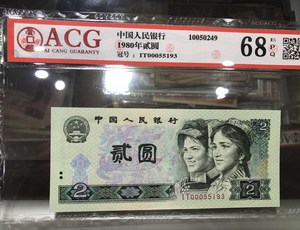 ACG
AI CANG GUARANTY
中国人民银行
1980年贰圆
冠号：IT00055193
10050249
68 EPQ
中国人民银行
贰圆
2
2
IT00055193
1980